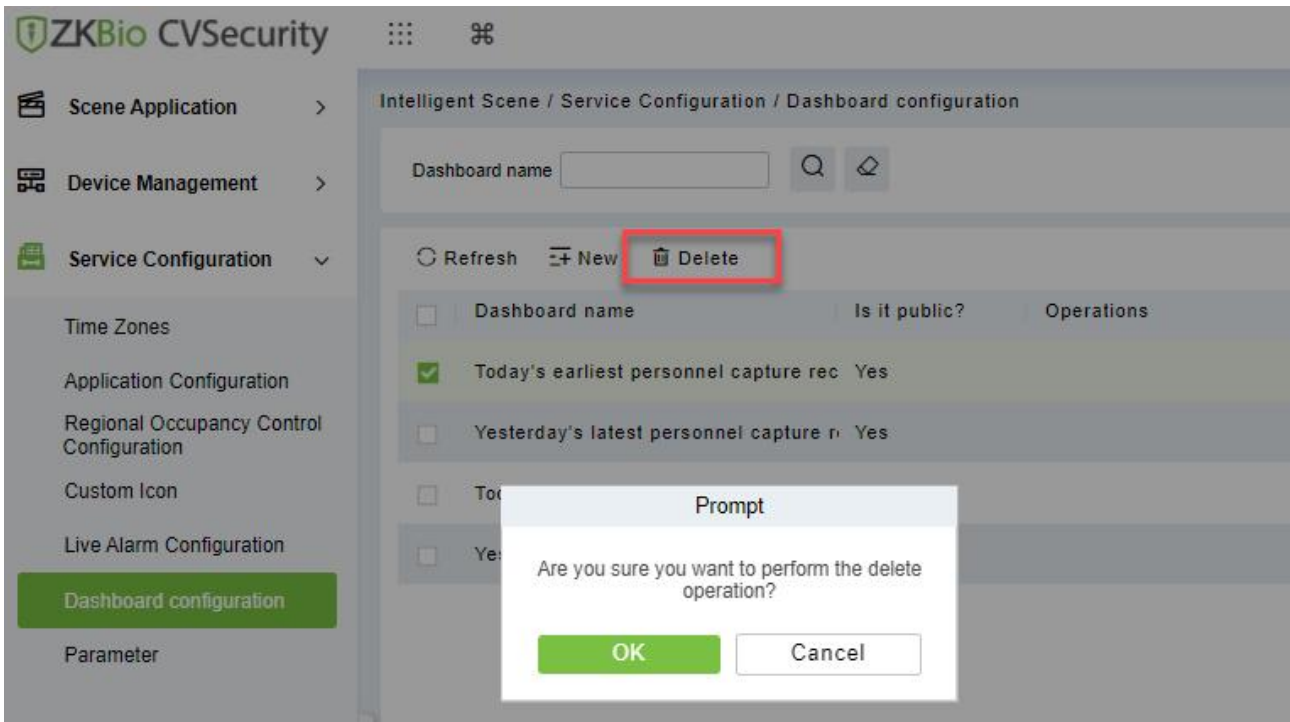 ZKBio CVSecurity
Scene Application
Device Management
Service Configuration
Time Zones
Application Configuration
Regional Occupancy Control
Configuration
Custom Icon
Live Alarm Configuration
Dashboard configuration
Parameter
Intelligent Scene / Service Configuration / Dashboard configuration
Dashboard name
Refresh New Delete
Dashboard name Is it public? Operations
Today's earliest personnel capture rec Yes
Yesterday's latest personnel capture r Yes
Prompt
Are you sure you want to perform the delete
operation?
OK Cancel